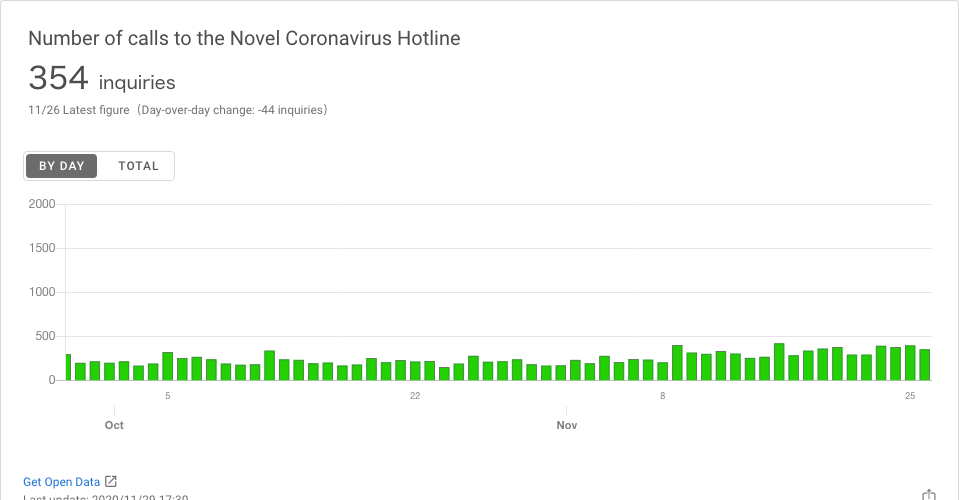 Number of calls to the Novel Coronavirus Hotline
354 inquiries
11/26 Latest figure（Day-over-day change: -44 inquiries）
BY DAY TOTAL
2000
1500
1000
500
0
5 22 8 25
Oct Nov
Get Open Data
Last update: 2020/11/29 17:30